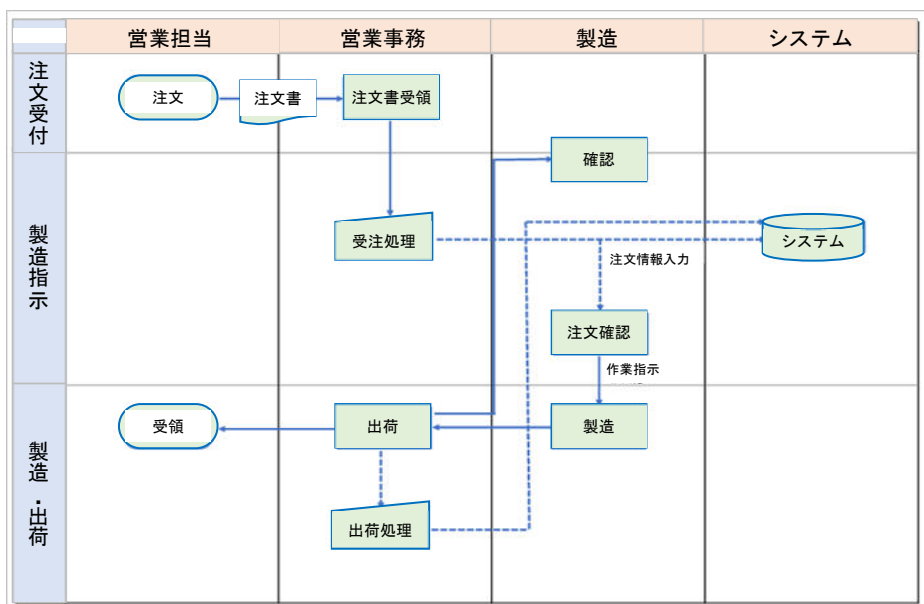 営業担当
営業事務
製造
システム
注文受付
注文
注文書
注文書受領
確認
製造指示
受注処理
システム
注文情報入力
注文確認
作業指示
製造・出荷
受領
出荷
製造
出荷処理